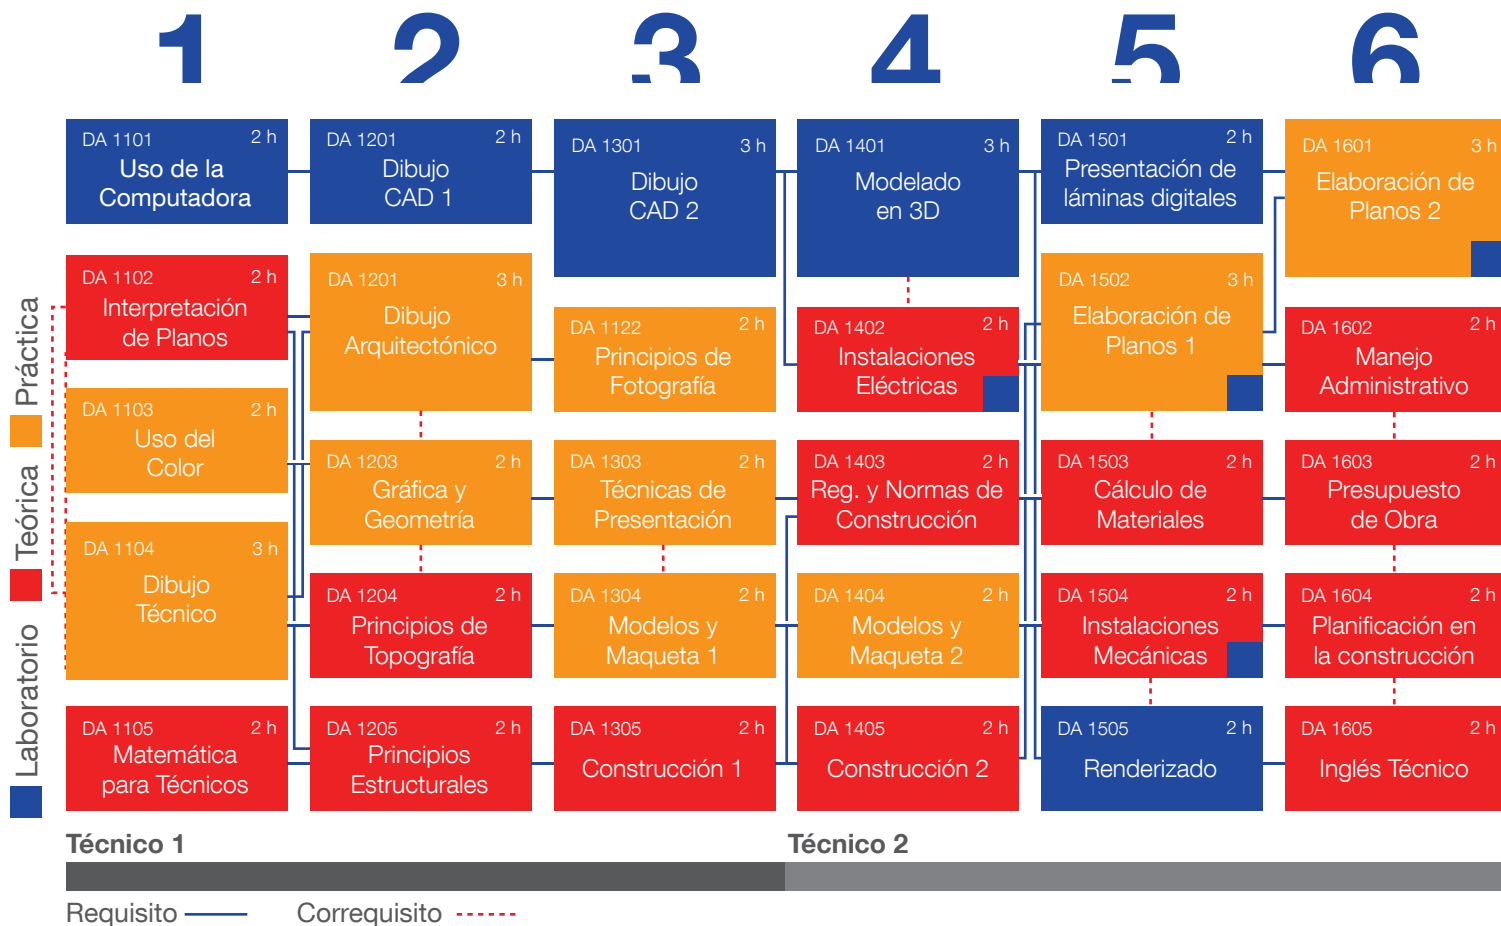 1 2 3 4 5 6
DA 1101 2 h
Uso de la
Computadora
DA 1201 2 h
Dibujo
CAD 1
DA 1301 3 h
Dibujo
CAD 2
DA 1401 3 h
Modelado
en 3D
DA 1501 2 h
Presentación de
láminas digitales
DA 1601 3 h
Elaboración de
Planos 2
DA 1102 2 h
Interpretación
de Planos
DA 1201 3 h
Dibujo
Arquitectónico
DA 1122 2 h
Principios de
Fotografía
DA 1402 2 h
Instalaciones
Eléctricas
DA 1502 3 h
Elaboración de
Planos 1
DA 1602 2 h
Manejo
Administrativo
DA 1103 2 h
Uso del
Color
DA 1203 2 h
Gráfica y
Geometría
DA 1303 2 h
Técnicas de
Presentación
DA 1403 2 h
Reg. y Normas de
Construcción
DA 1503 2 h
Cálculo de
Materiales
DA 1603 2 h
Presupuesto
de Obra
DA 1104 3 h
Dibujo
Técnico
DA 1204 2 h
Principios de
Topografía
DA 1304 2 h
Modelos y
Maqueta 1
DA 1404 2 h
Modelos y
Maqueta 2
DA 1504 2 h
Instalaciones
Mecánicas
DA 1604 2 h
Planificación en
la construcción
DA 1105 2 h
Matemática
para Técnicos
DA 1205 2 h
Principios
Estructurales
DA 1305 2 h
Construcción 1
DA 1405 2 h
Construcción 2
DA 1505 2 h
Renderizado
DA 1605 2 h
Inglés Técnico
Laboratorio Teórica Práctica
Técnico 1 Técnico 2
Requisito Correquisito